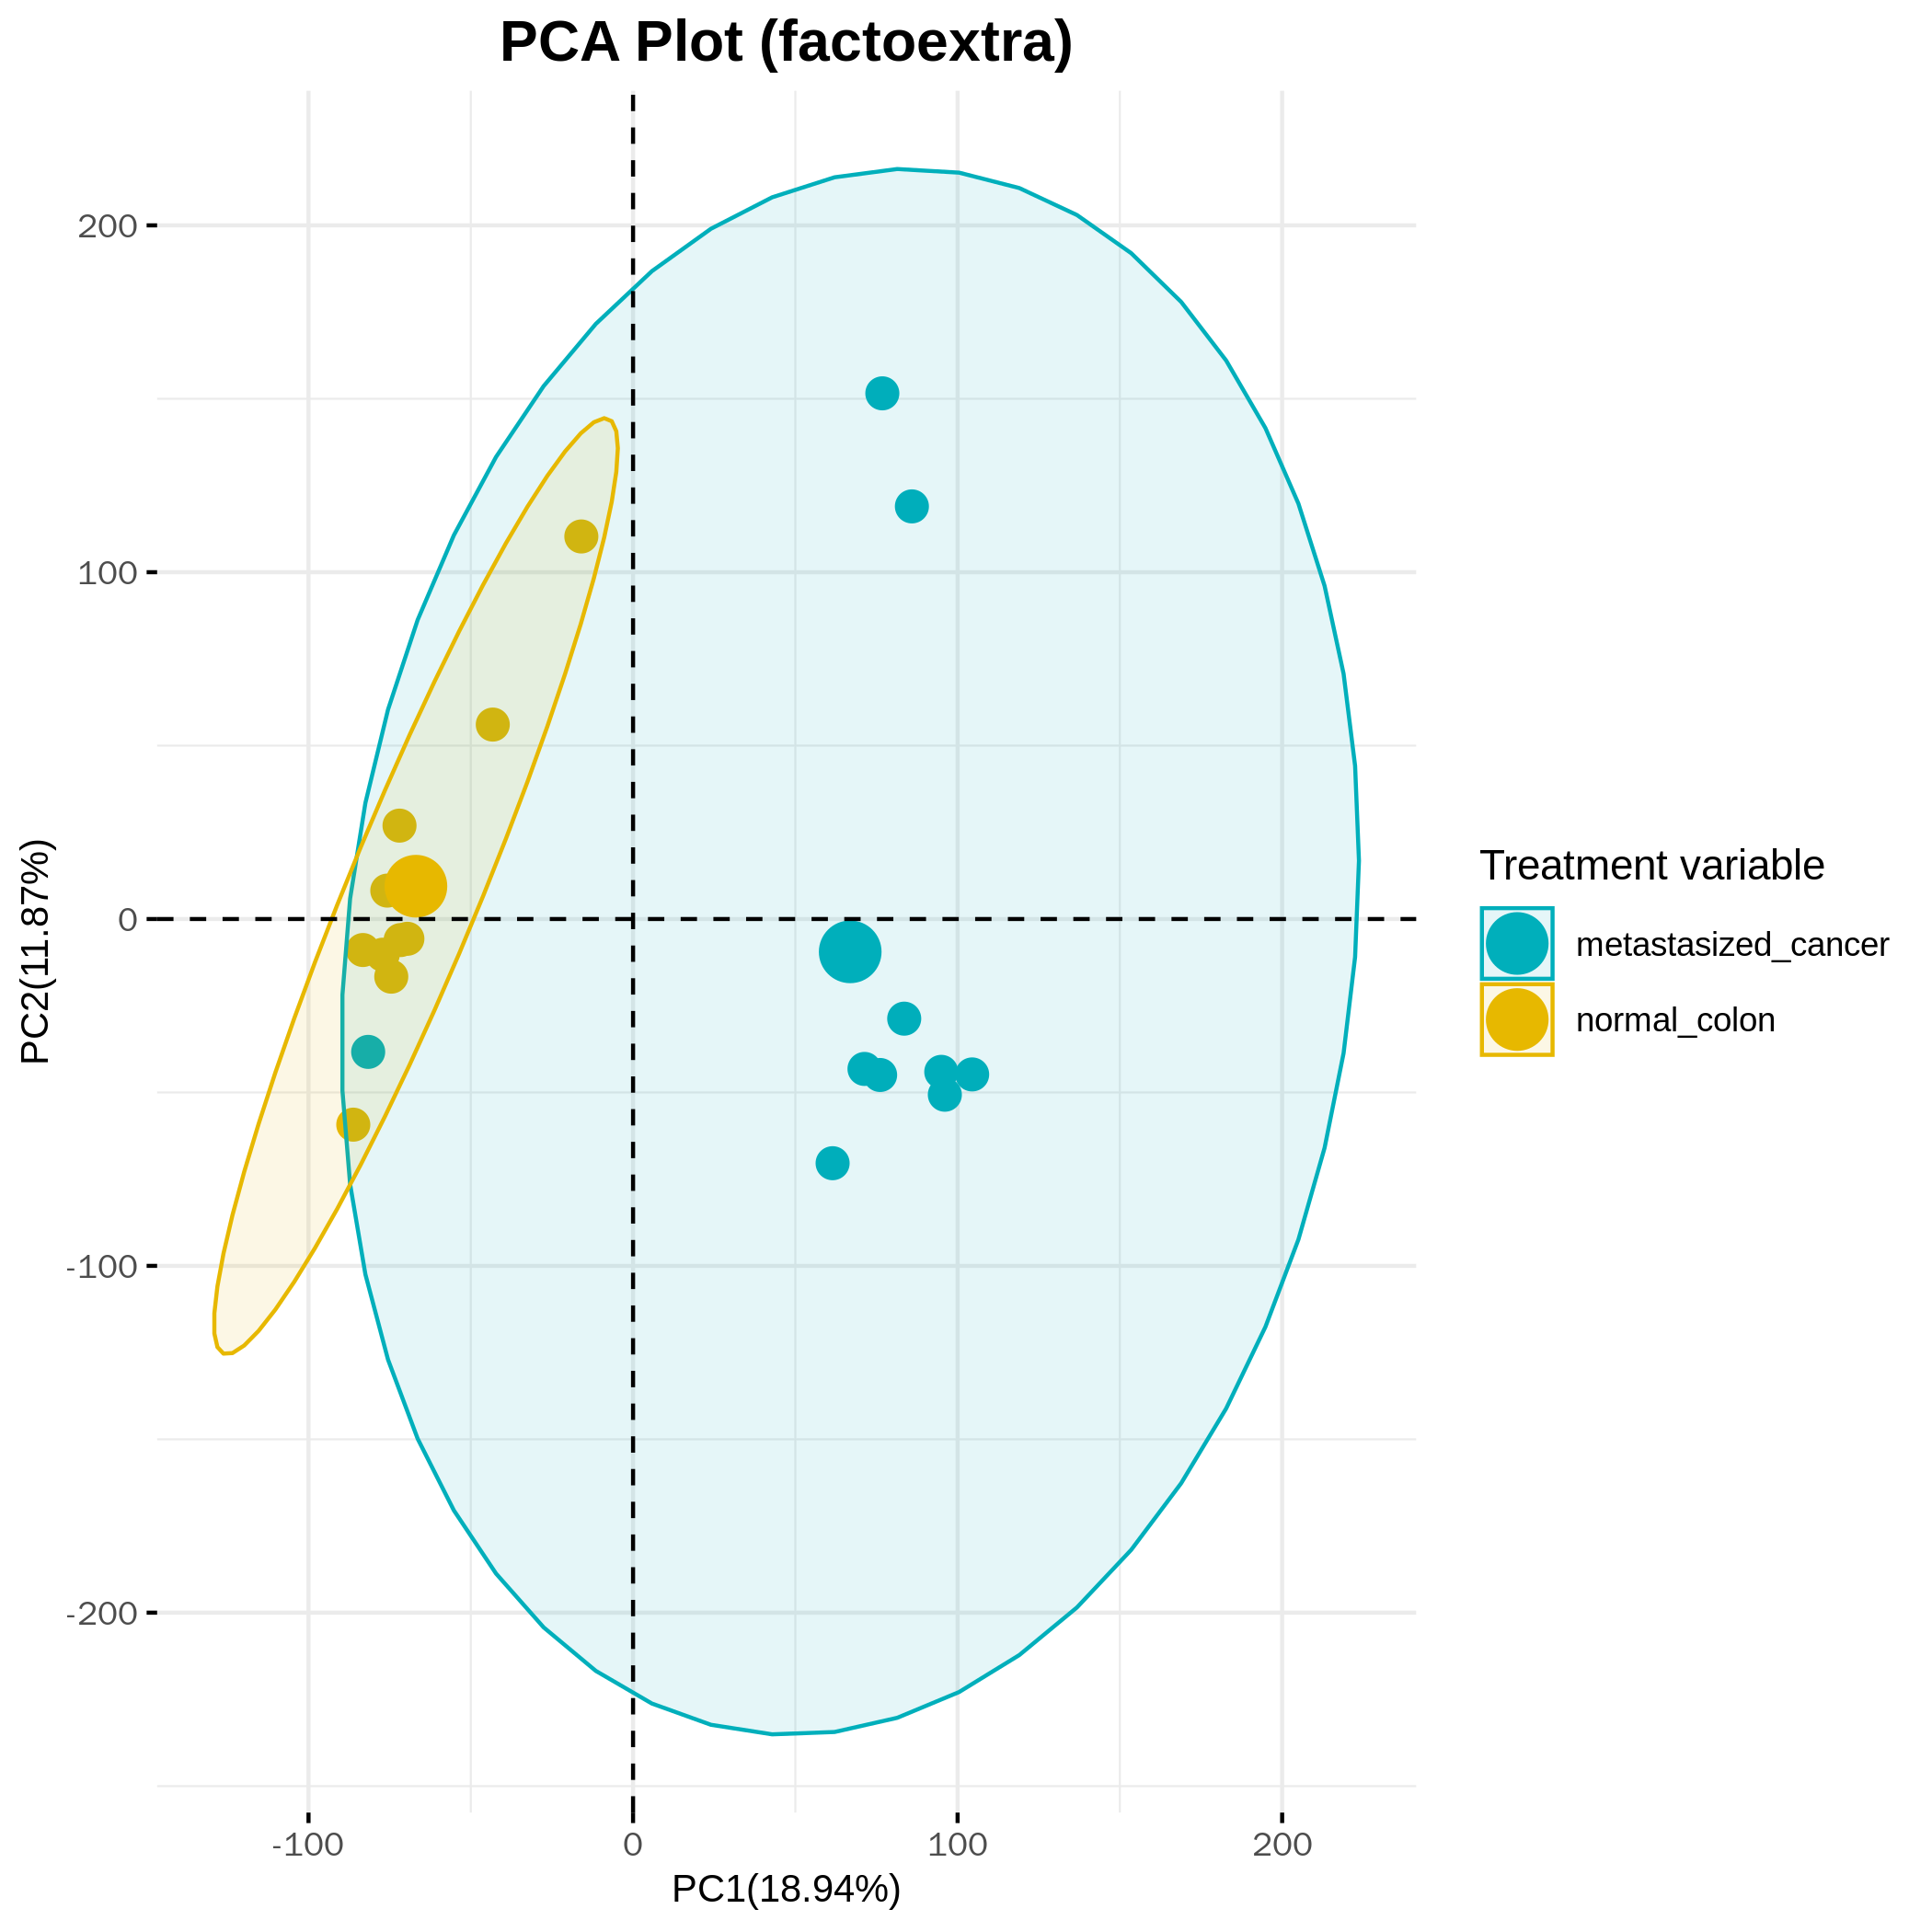 PCA Plot (factoextra)
200
100
0
-100
-200
PC2(11.87%)
-100
0
100
200
PC1(18.94%)
Treatment variable
metastasized_cancer
normal_colon